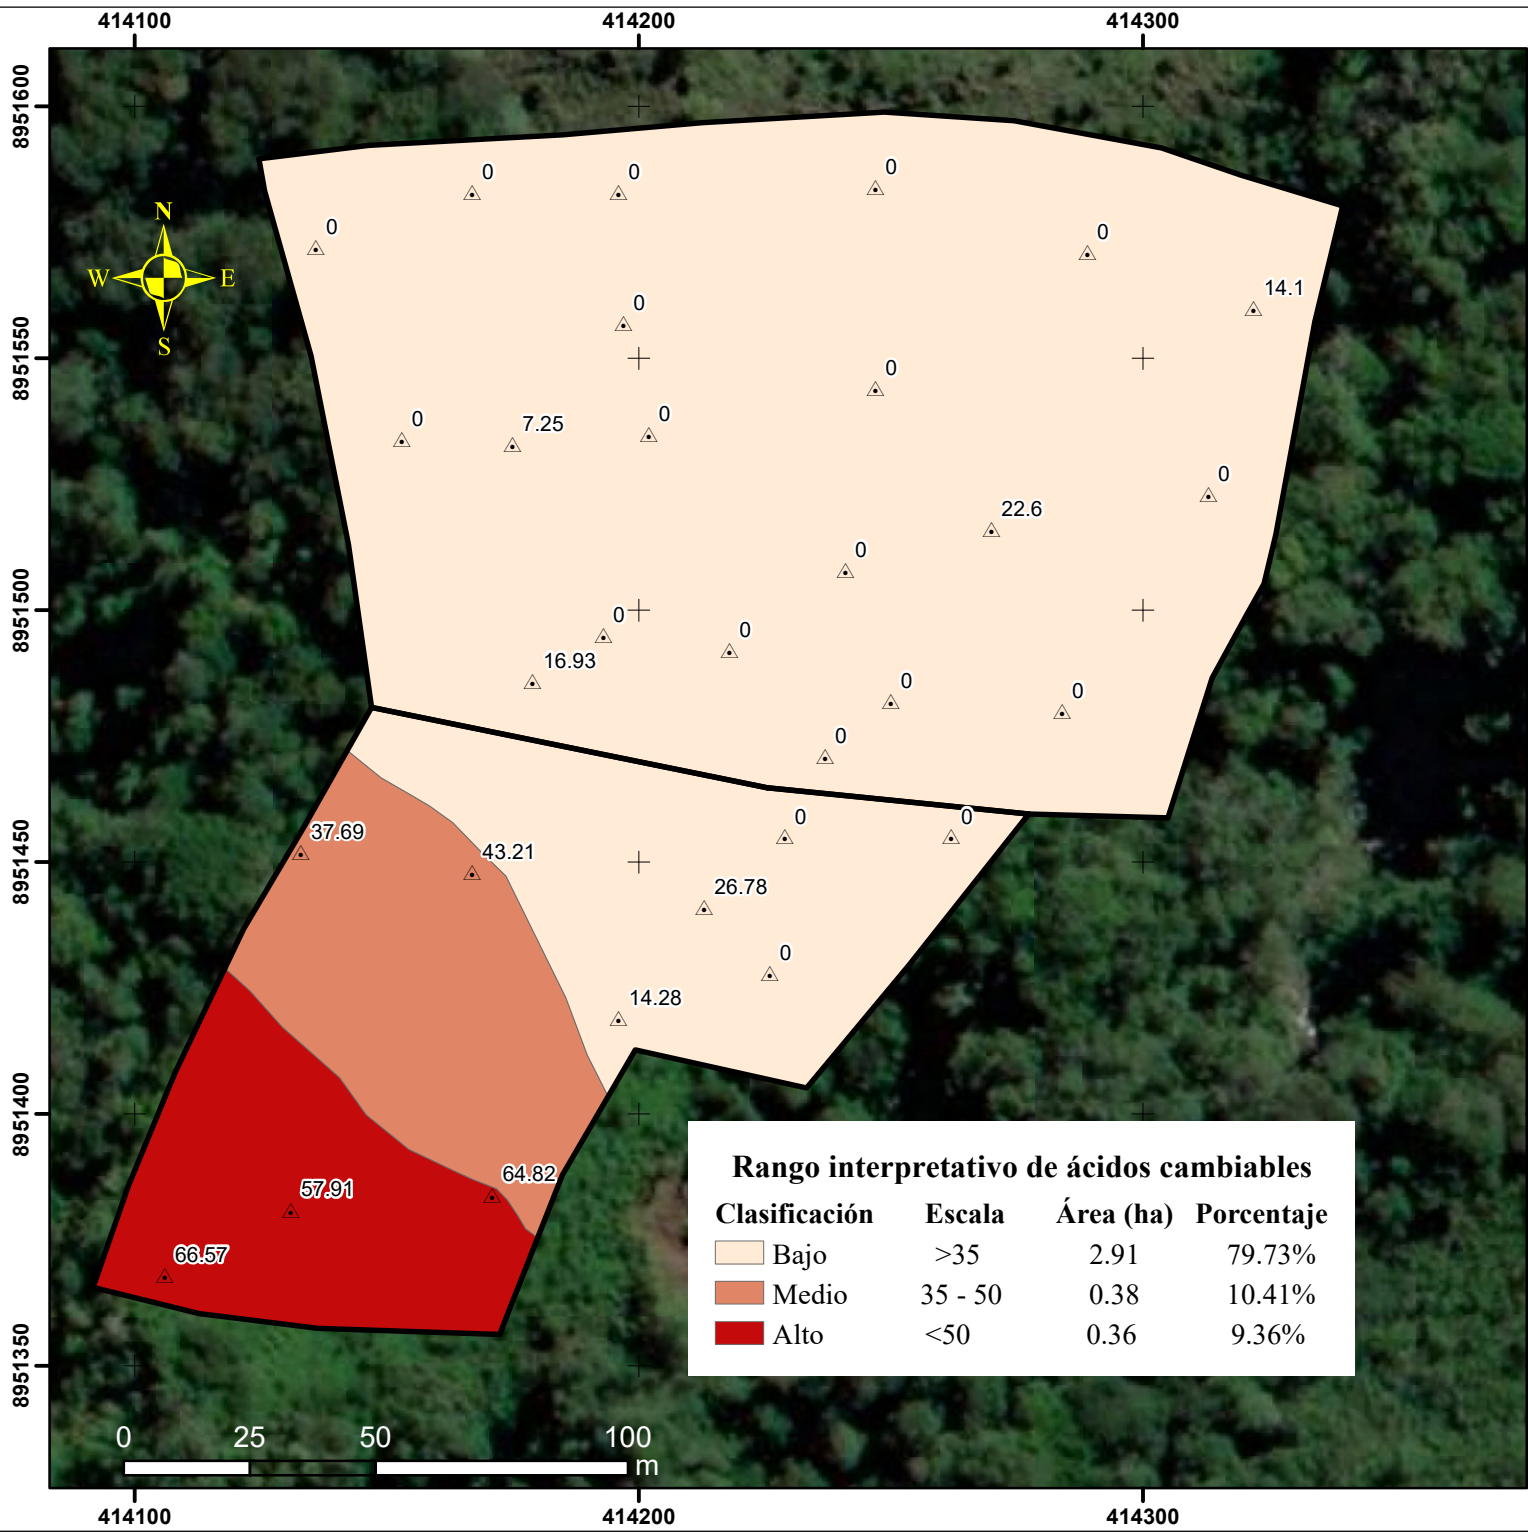 414100 414200 414300
8951600
0 0 0
N
0 0
W E
14.1
0
S
8951550
0
0 7.25 0
0
22.6
0
8951500
0 0
16.93
0 0
0
0 0
37.69
43.21
8951450
26.78
0
14.28
8951400
64.82
57.91
66.57
8951350
Rango interpretativo de ácidos cambiables
Clasificación Escala Área (ha) Porcentaje
Bajo >35 2.91 79.73%
Medio 35 - 50 0.38 10.41%
Alto <50 0.36 9.36%
0 25 50 100
m
414100 414200 414300